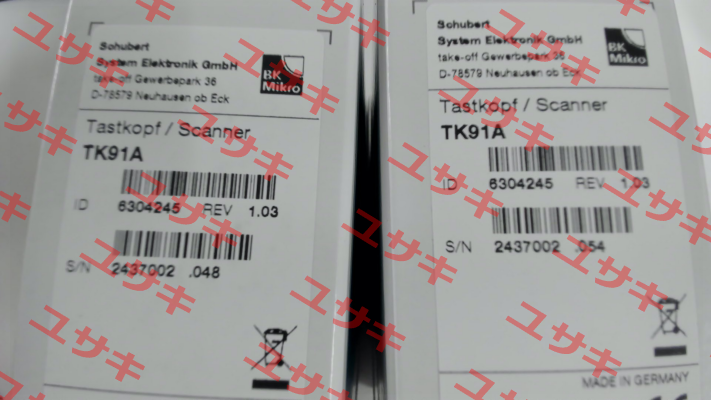 Schubert
System Elektronik GmbH
take-off Gewerbepark 36
D-78579 Neuhausen ob Eck
BK
Mikro
Tastkopf / Scanner
TK91A
ID 6304245 REV 1.03
S/N 2437002 .048
Schubert
System Elektronik GmbH
take-off Gewerbepark 36
D-78579 Neuhausen ob Eck
BK
Mikro
Tastkopf / Scanner
TK91A
ID 6304245 REV 1.03
S/N 2437002 .054
MADE IN GERMANY
ユサキ